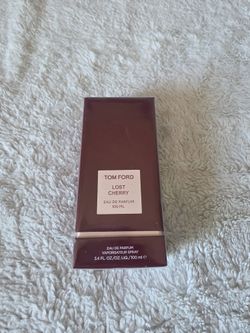 TOM FORD
LOST
CHERRY
EAU DE PARFUM
100 ML
EAU DE PARFUM
VAPORISATEUR SPRAY
3.4 FL.OZ/OZ.LIQ./100 ml ℮